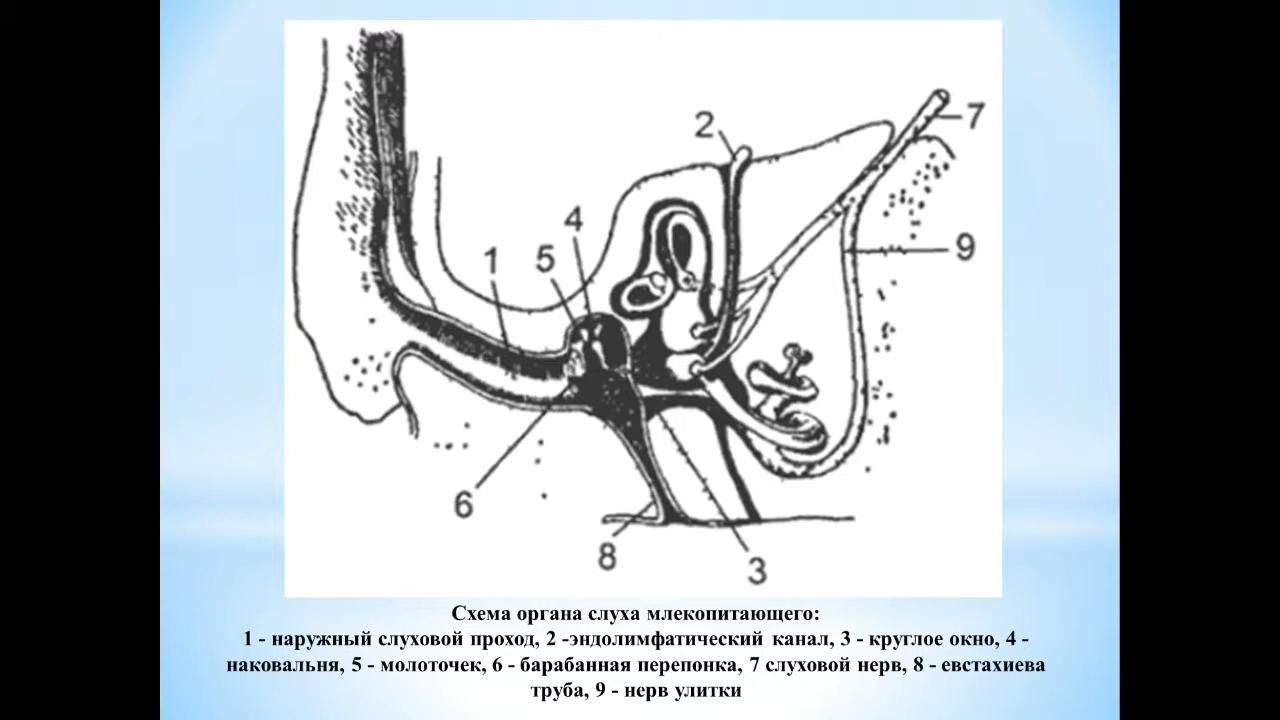 2
7
4
9
1
5
6
8
3
Схема органа слуха млекопитающего:
1 - наружный слуховой проход, 2 -эндолимфатический канал, 3 - круглое окно, 4 -
наковальня, 5 - молоточек, 6 - барабанная перепонка, 7 слуховой нерв, 8 - евстахиева
труба, 9 - нерв улитки